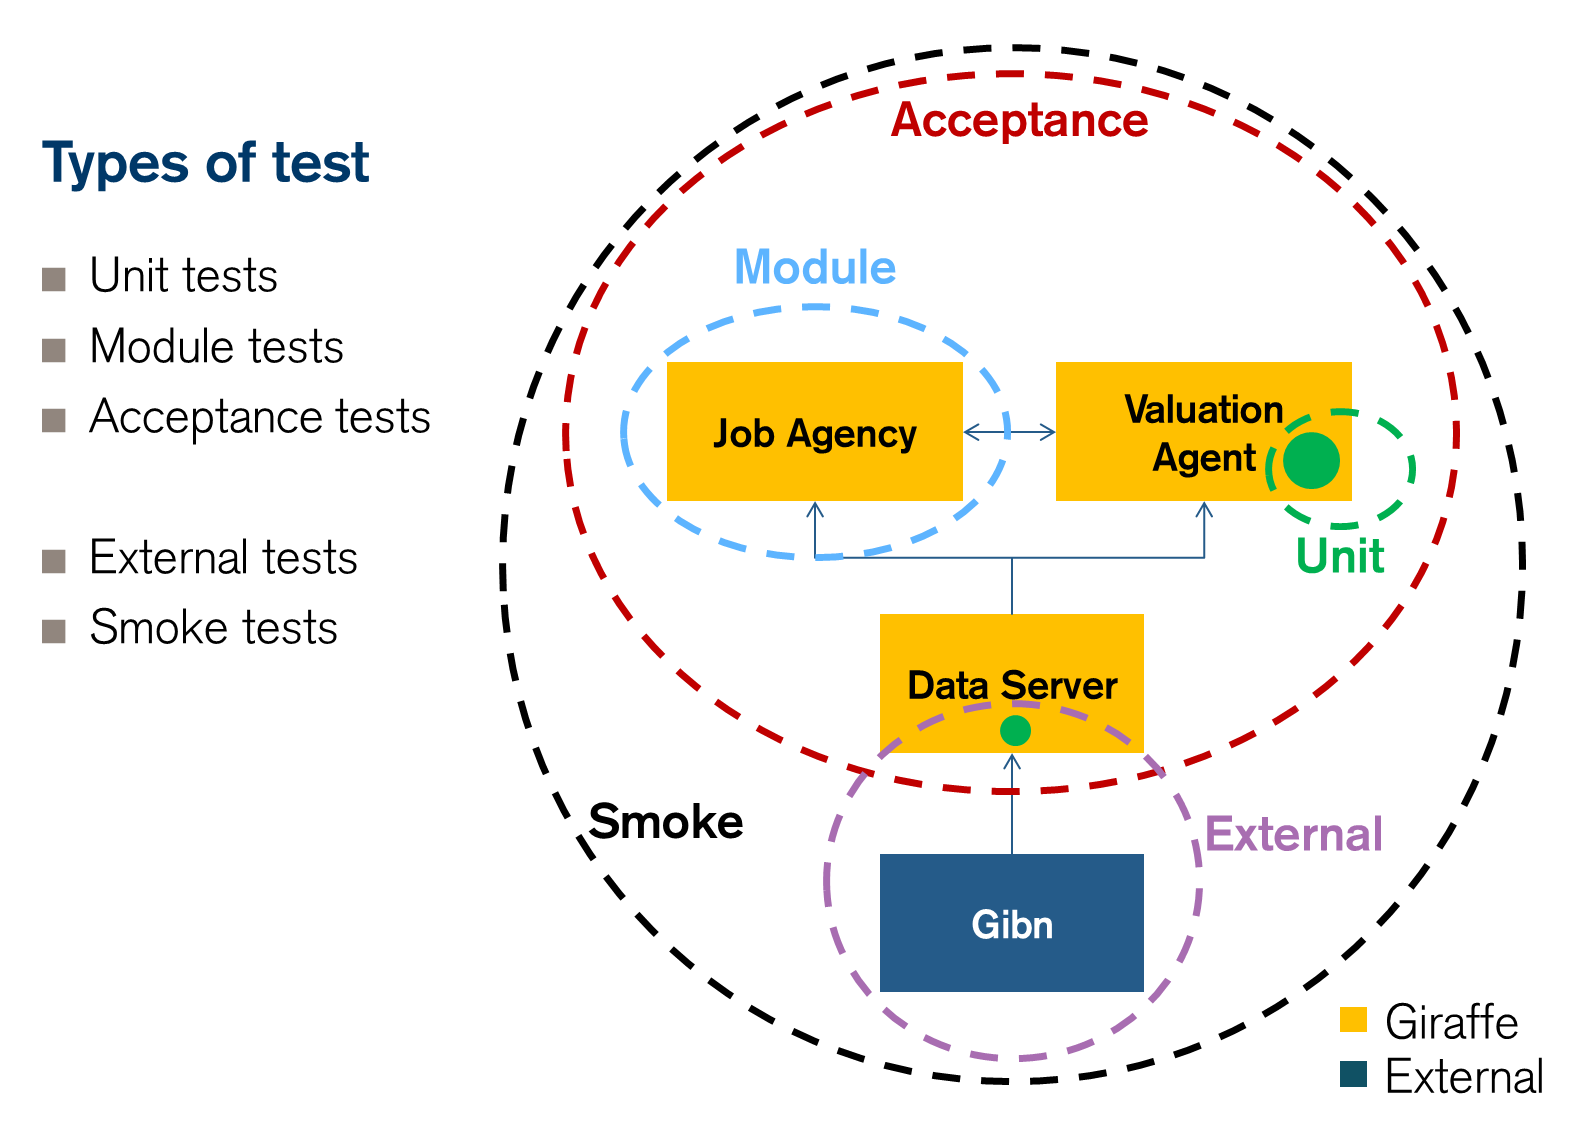 Types of test
Unit tests
Module tests
Acceptance tests
External tests
Smoke tests
Acceptance
Module
Job Agency
Valuation
Agent
Unit
Data Server
Smoke
External
Gibn
Giraffe
External